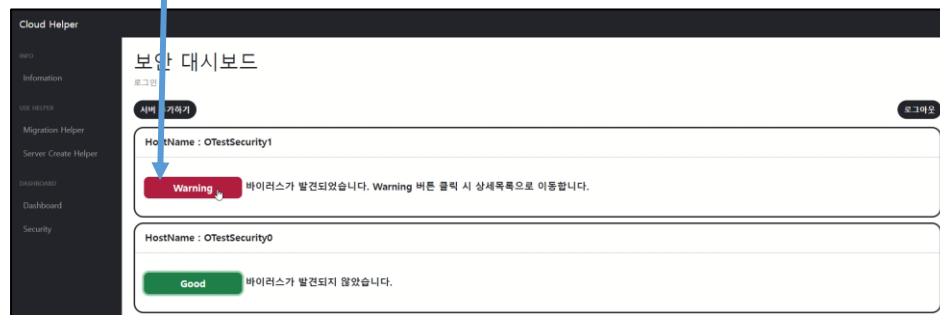 Cloud Helper
INFO
Infomation
USE HELPER
Migration Helper
Server Create Helper
DASHBOARD
Dashboard
Security
보안 대시보드
로그인
서버 추가하기
로그아웃
HostName : OTestSecurity1
Warning 바이러스가 발견되었습니다. Warning 버튼 클릭 시 상세목록으로 이동합니다.
HostName : OTestSecurity0
Good 바이러스가 발견되지 않았습니다.